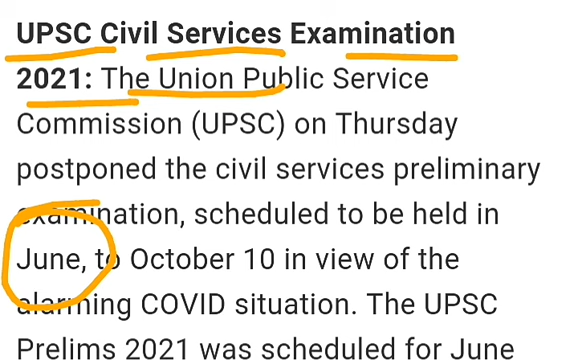 UPSC Civil Services Examination
2021: The Union Public Service
Commission (UPSC) on Thursday
postponed the civil services preliminary
examination, scheduled to be held in
June, to October 10 in view of the
alarming COVID situation. The UPSC
Prelims 2021 was scheduled for June